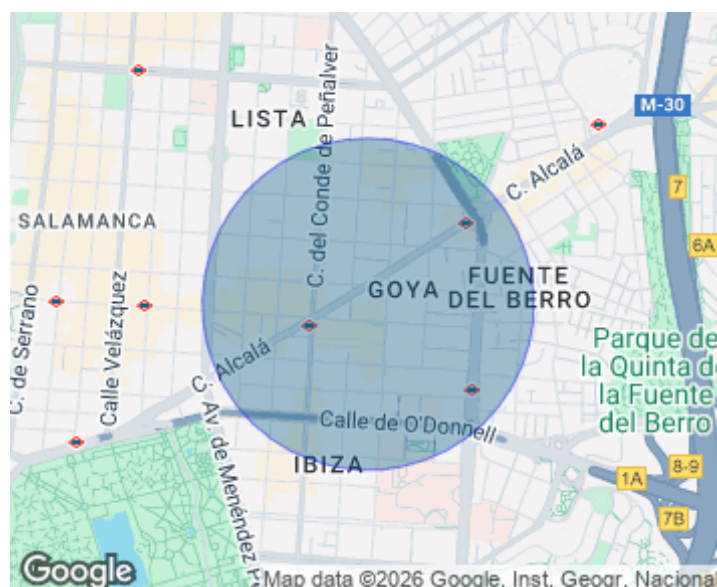 LISTA
C. del Conde de Peñalver
M-30
C. Alcalá
7
SALAMANCA
6A
GOYA
FUENTE
DEL BERRO
C. de Serrano
Calle Velázquez
C. Alcalá
Parque de
la Quinta de
la Fuente
del Berro
Calle de O'Donnell
C. Av. de Menéndez
IBIZA
1A
8-9
7B
Google
Map data ©2026 Google, Inst. Geogr. Nacional